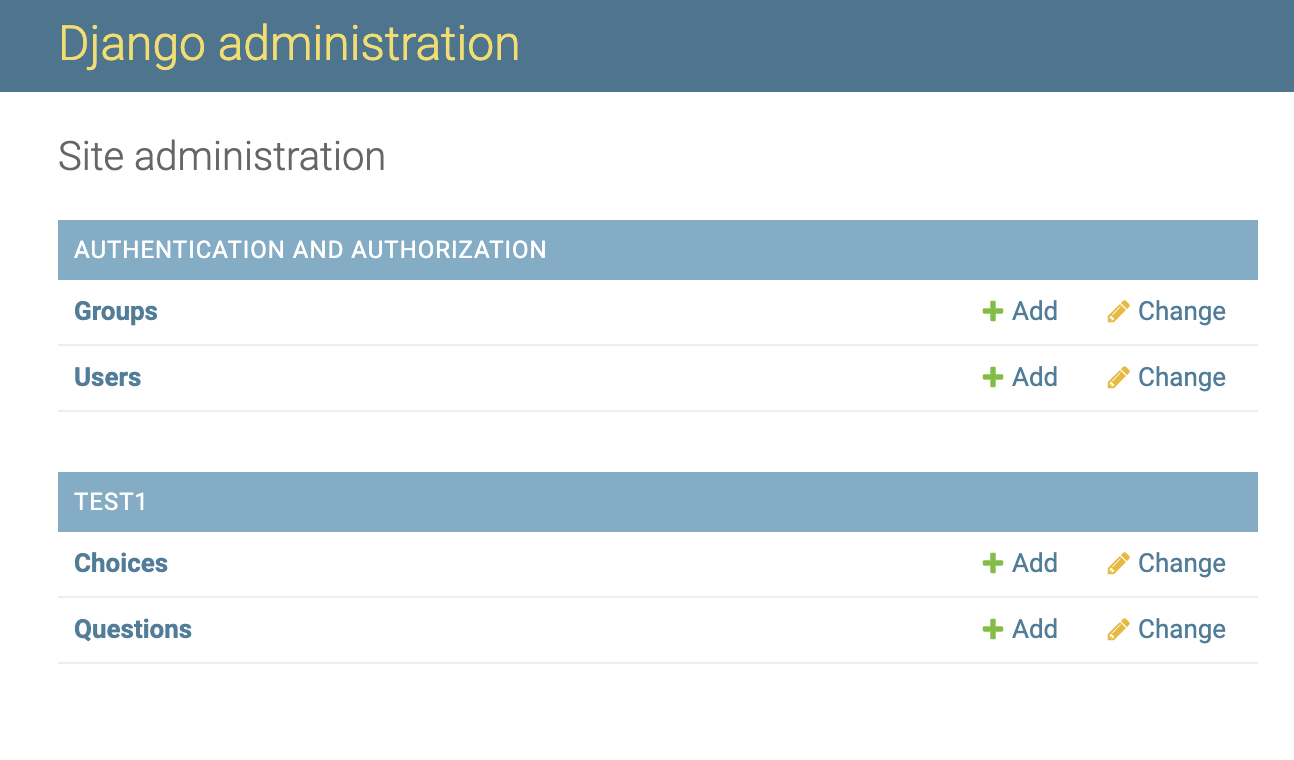 Django administration
Site administration
AUTHENTICATION AND AUTHORIZATION
Groups Add Change
Users Add Change
TEST1
Choices Add Change
Questions Add Change